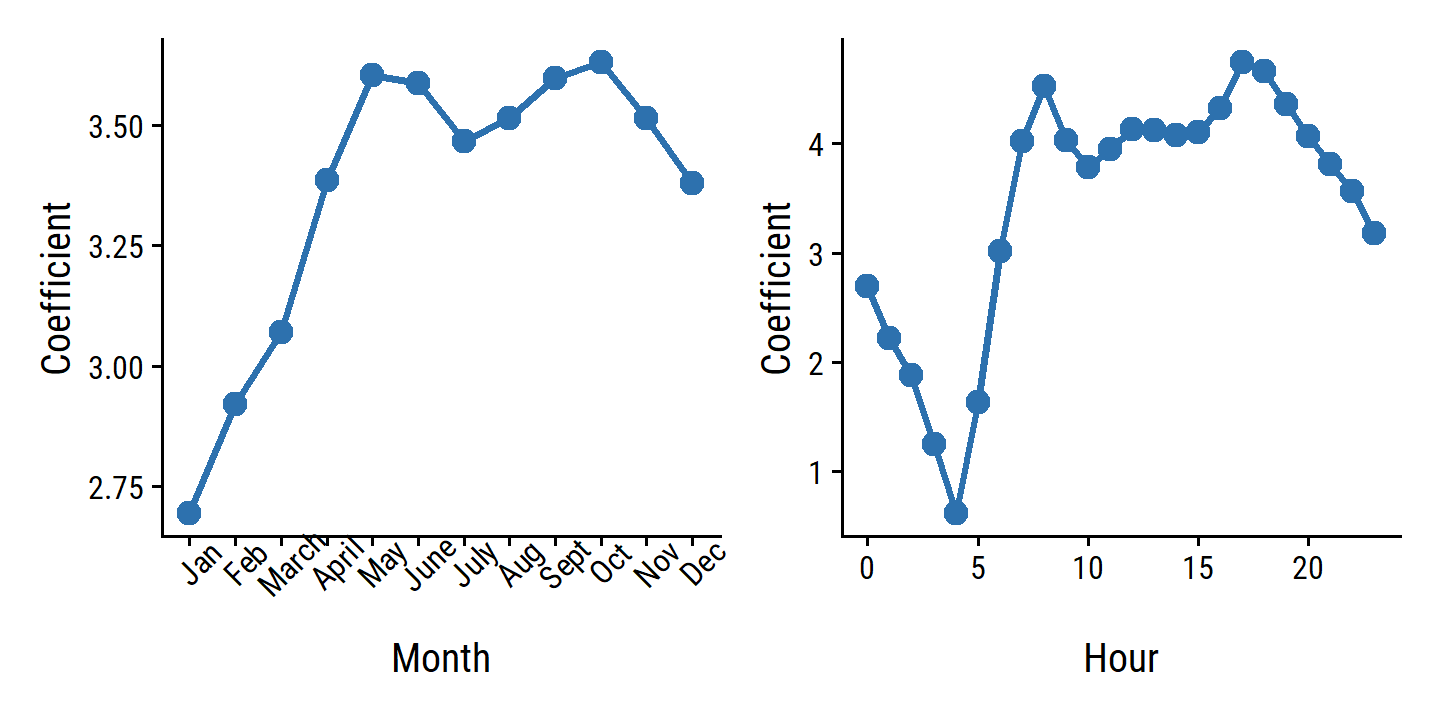 Coefficient
3.50
3.25
3.00
2.75
Jan
Feb
March
April
May
June
July
Aug
Sept
Oct
Nov
Dec
Month
Coefficient
4
3
2
1
0
5
10
15
20
Hour